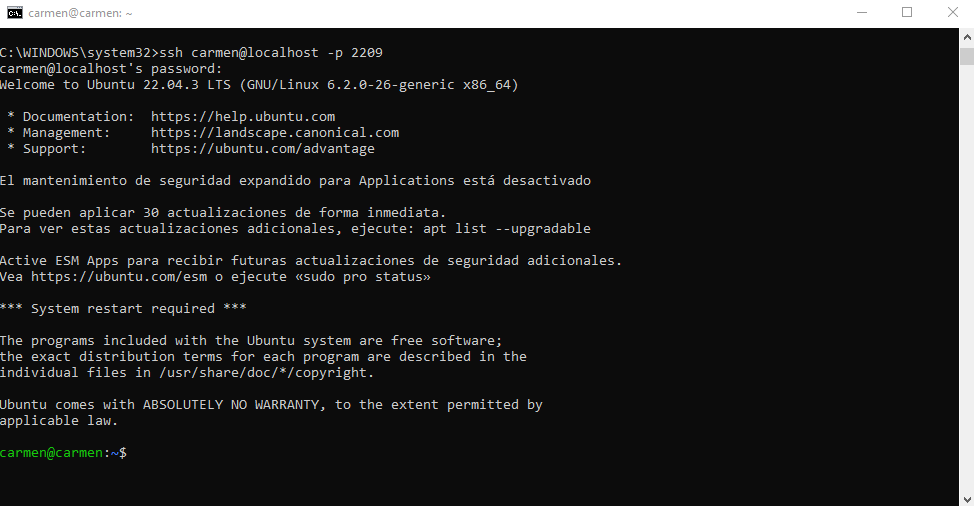 carmen@carmen: ~
C:\WINDOWS\system32>ssh carmen@localhost -p 2209
carmen@localhost's password:
Welcome to Ubuntu 22.04.3 LTS (GNU/Linux 6.2.0-26-generic x86_64)
* Documentation:  https://help.ubuntu.com
* Management:     https://landscape.canonical.com
* Support:        https://ubuntu.com/advantage
El mantenimiento de seguridad expandido para Applications está desactivado
Se pueden aplicar 30 actualizaciones de forma inmediata.
Para ver estas actualizaciones adicionales, ejecute: apt list --upgradable
Active ESM Apps para recibir futuras actualizaciones de seguridad adicionales.
Vea https://ubuntu.com/esm o ejecute «sudo pro status»
*** System restart required ***
The programs included with the Ubuntu system are free software;
the exact distribution terms for each program are described in the
individual files in /usr/share/doc/*/copyright.
Ubuntu comes with ABSOLUTELY NO WARRANTY, to the extent permitted by
applicable law.
carmen@carmen:~$